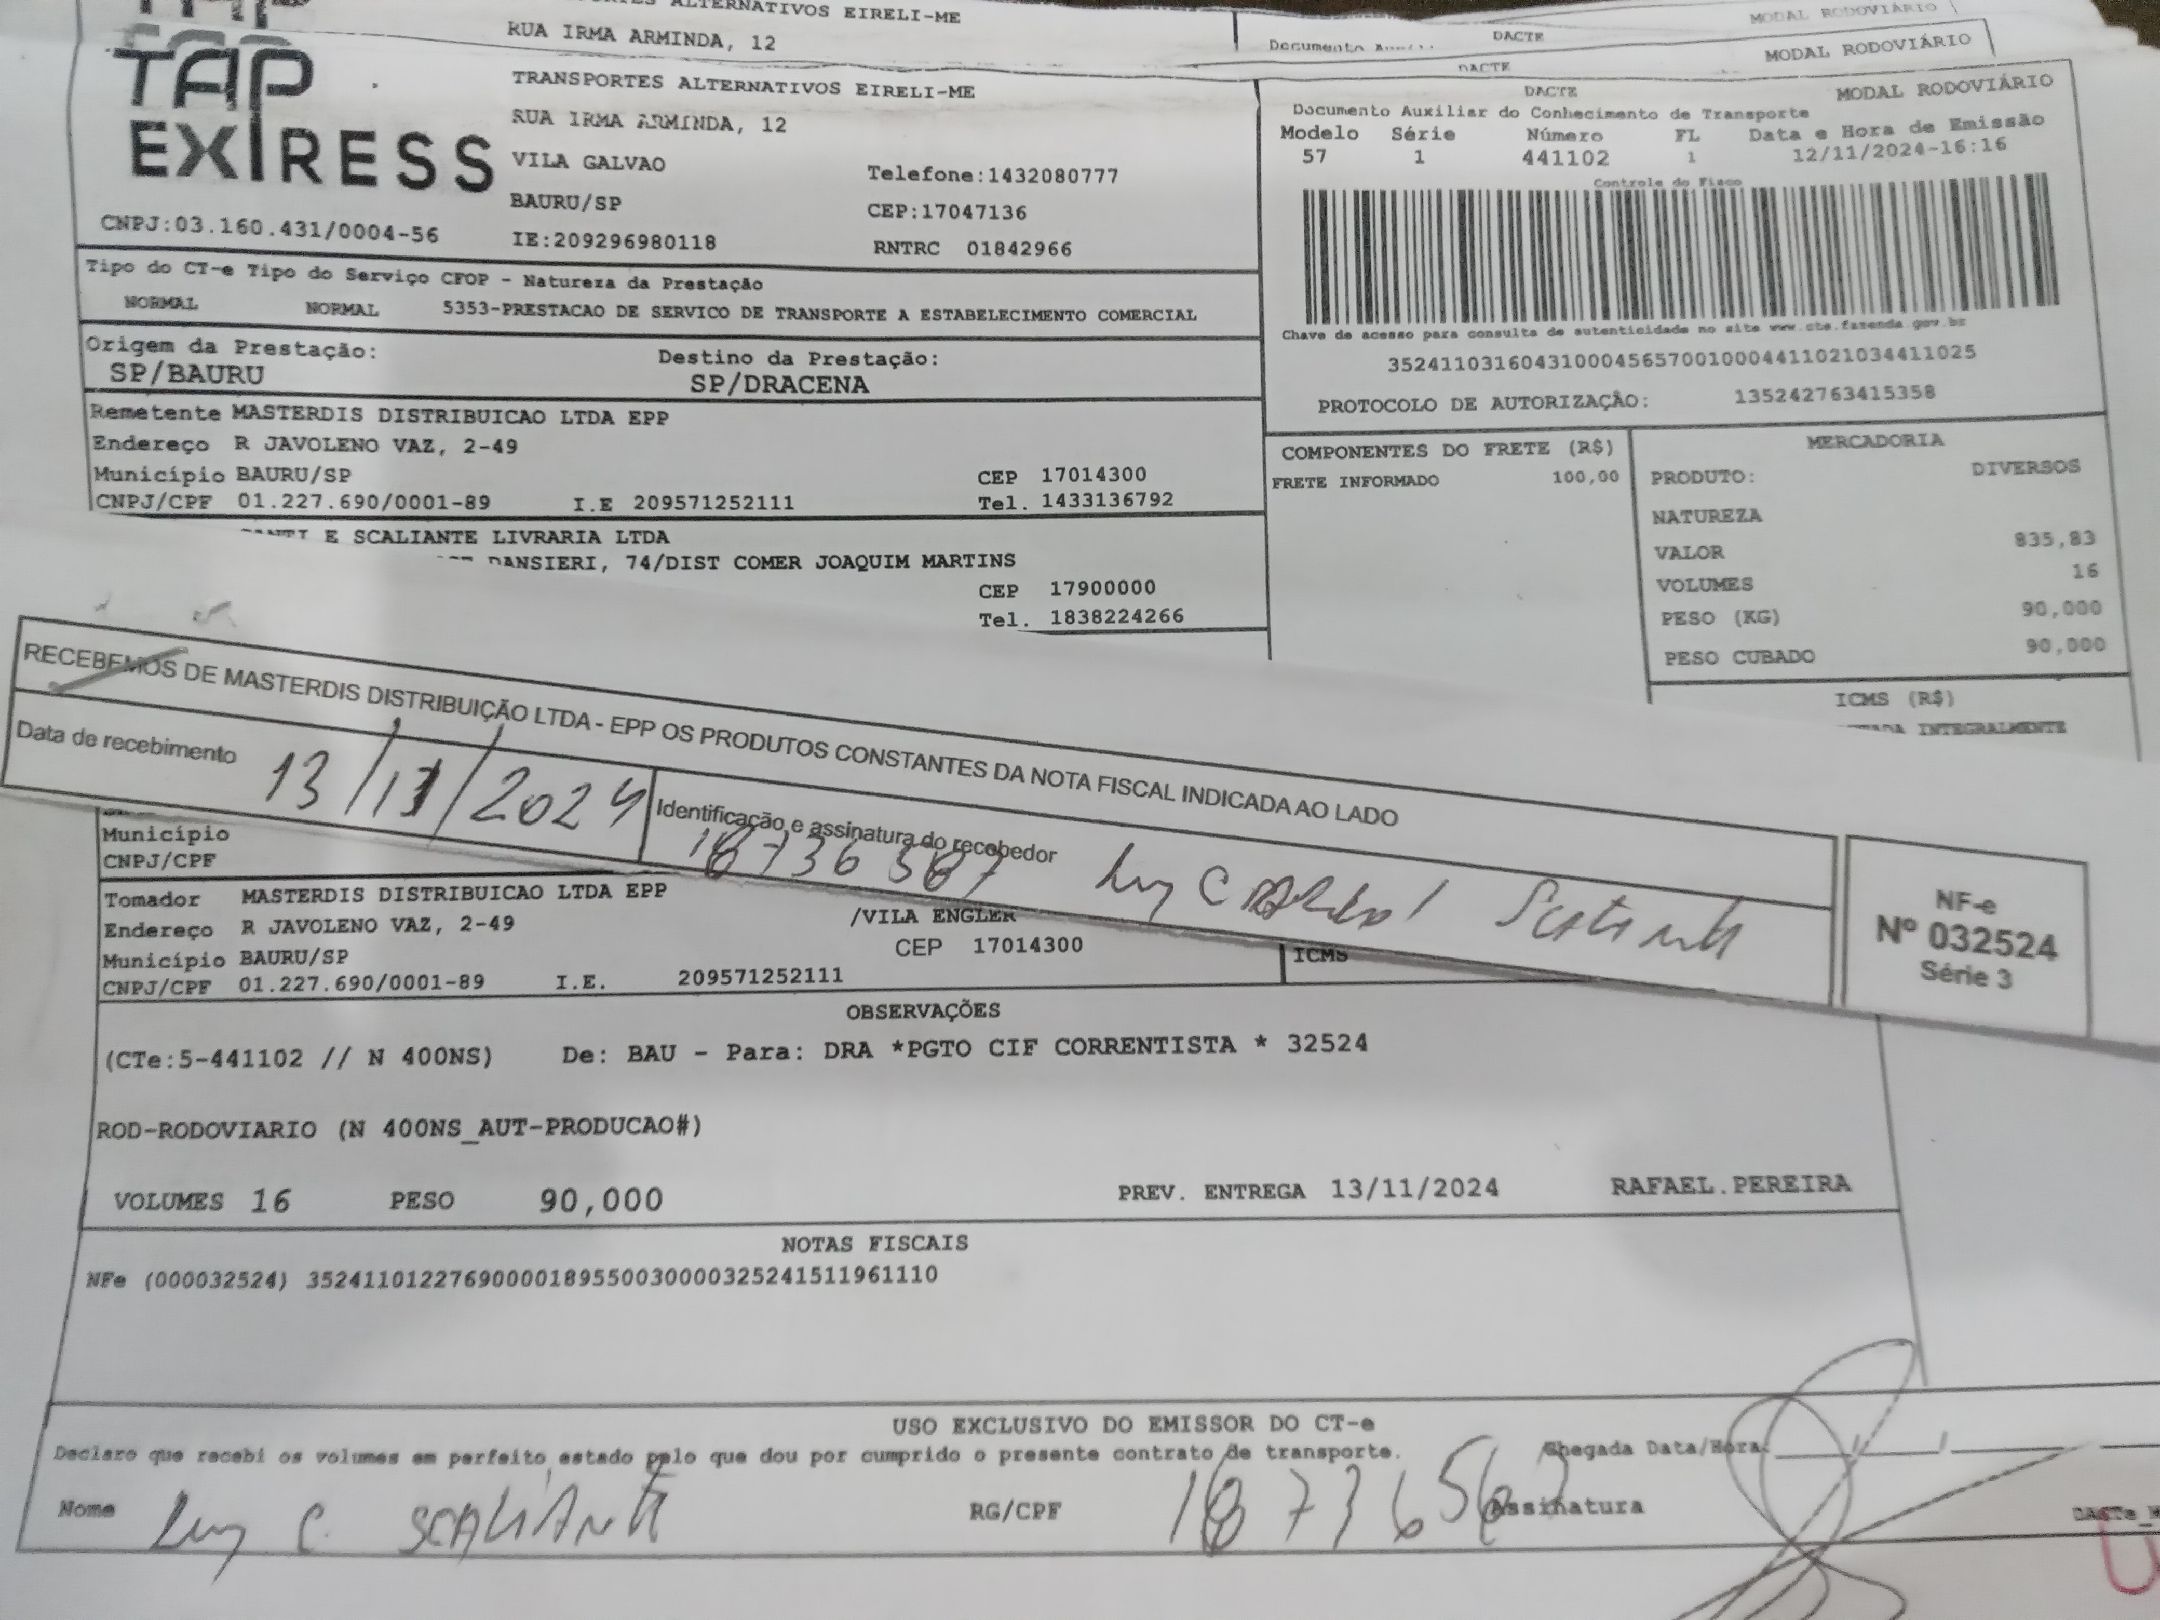 ALTERNATIVOS EIRELI-ME
RUA IRMA ARMINDA, 12
DACTE
MODAL RODOVIÁRIO
DACTE
MODAL RODOVIÁRIO
TAP
EXPRESS
CNPJ:03.160.431/0004-56
TRANSPORTES ALTERNATIVOS EIRELI-ME
RUA IRMA ARMINDA, 12
VILA GALVAO
Telefone:1432080777
BAURU/SP
CEP:17047136
IE:209296980118
RNTRC 01842966
DACTE
MODAL RODOVIÁRIO
Documento Auxiliar do Conhecimento de Transporte
Modelo Série Número FL Data e Hora de Emissão
57 1 441102 1 12/11/2024-16:16
Controle do Fisco
Chave de acesso para consulta de autenticidade no site www.cte.fazenda.gov.br
35241103160431000456570010004411021034411025
PROTOCOLO DE AUTORIZAÇÃO: 135242763415358
Tipo do CT-e Tipo do Serviço CFOP - Natureza da Prestação
NORMAL NORMAL 5353-PRESTACAO DE SERVICO DE TRANSPORTE A ESTABELECIMENTO COMERCIAL
Origem da Prestação: Destino da Prestação:
SP/BAURU SP/DRACENA
Remetente MASTERDIS DISTRIBUICAO LTDA EPP
Endereço R JAVOLENO VAZ, 2-49
Município BAURU/SP CEP 17014300
CNPJ/CPF 01.227.690/0001-89 I.E 209571252111 Tel. 1433136792
E SCALIANTE LIVRARIA LTDA
DANSIERI, 74/DIST COMER JOAQUIM MARTINS
CEP 17900000
Tel. 1838224266
COMPONENTES DO FRETE (R$)
FRETE INFORMADO 100,00
MERCADORIA
PRODUTO: DIVERSOS
NATUREZA
VALOR 835,83
VOLUMES 16
PESO (KG) 90,000
PESO CUBADO 90,000
ICMS (R$)
INTEGRALMENTE
RECEBEMOS DE MASTERDIS DISTRIBUIÇÃO LTDA - EPP OS PRODUTOS CONSTANTES DA NOTA FISCAL INDICADA AO LADO
Data de recebimento 13/11/2024
Identificação e assinatura do recebedor
18736567
NF-e
Nº 032524
Série 3
Município
CNPJ/CPF
Tomador MASTERDIS DISTRIBUICAO LTDA EPP
Endereço R JAVOLENO VAZ, 2-49 /VILA ENGLER
Município BAURU/SP CEP 17014300
CNPJ/CPF 01.227.690/0001-89 I.E. 209571252111
ICMS
OBSERVAÇÕES
(CTe:5-441102 // N 400NS) De: BAU - Para: DRA *PGTO CIF CORRENTISTA * 32524
ROD-RODOVIARIO (N 400NS_AUT-PRODUCAO#)
VOLUMES 16 PESO 90,000 PREV. ENTREGA 13/11/2024 RAFAEL.PEREIRA
NOTAS FISCAIS
NFe (000032524) 35241101227690000189550030000325241511961110
USO EXCLUSIVO DO EMISSOR DO CT-e
Declaro que recebi os volumes em perfeito estado pelo que dou por cumprido o presente contrato de transporte.
Chegada Data/Hora:
Nome Luiz C. SCALIANTE RG/CPF 18736567 Assinatura